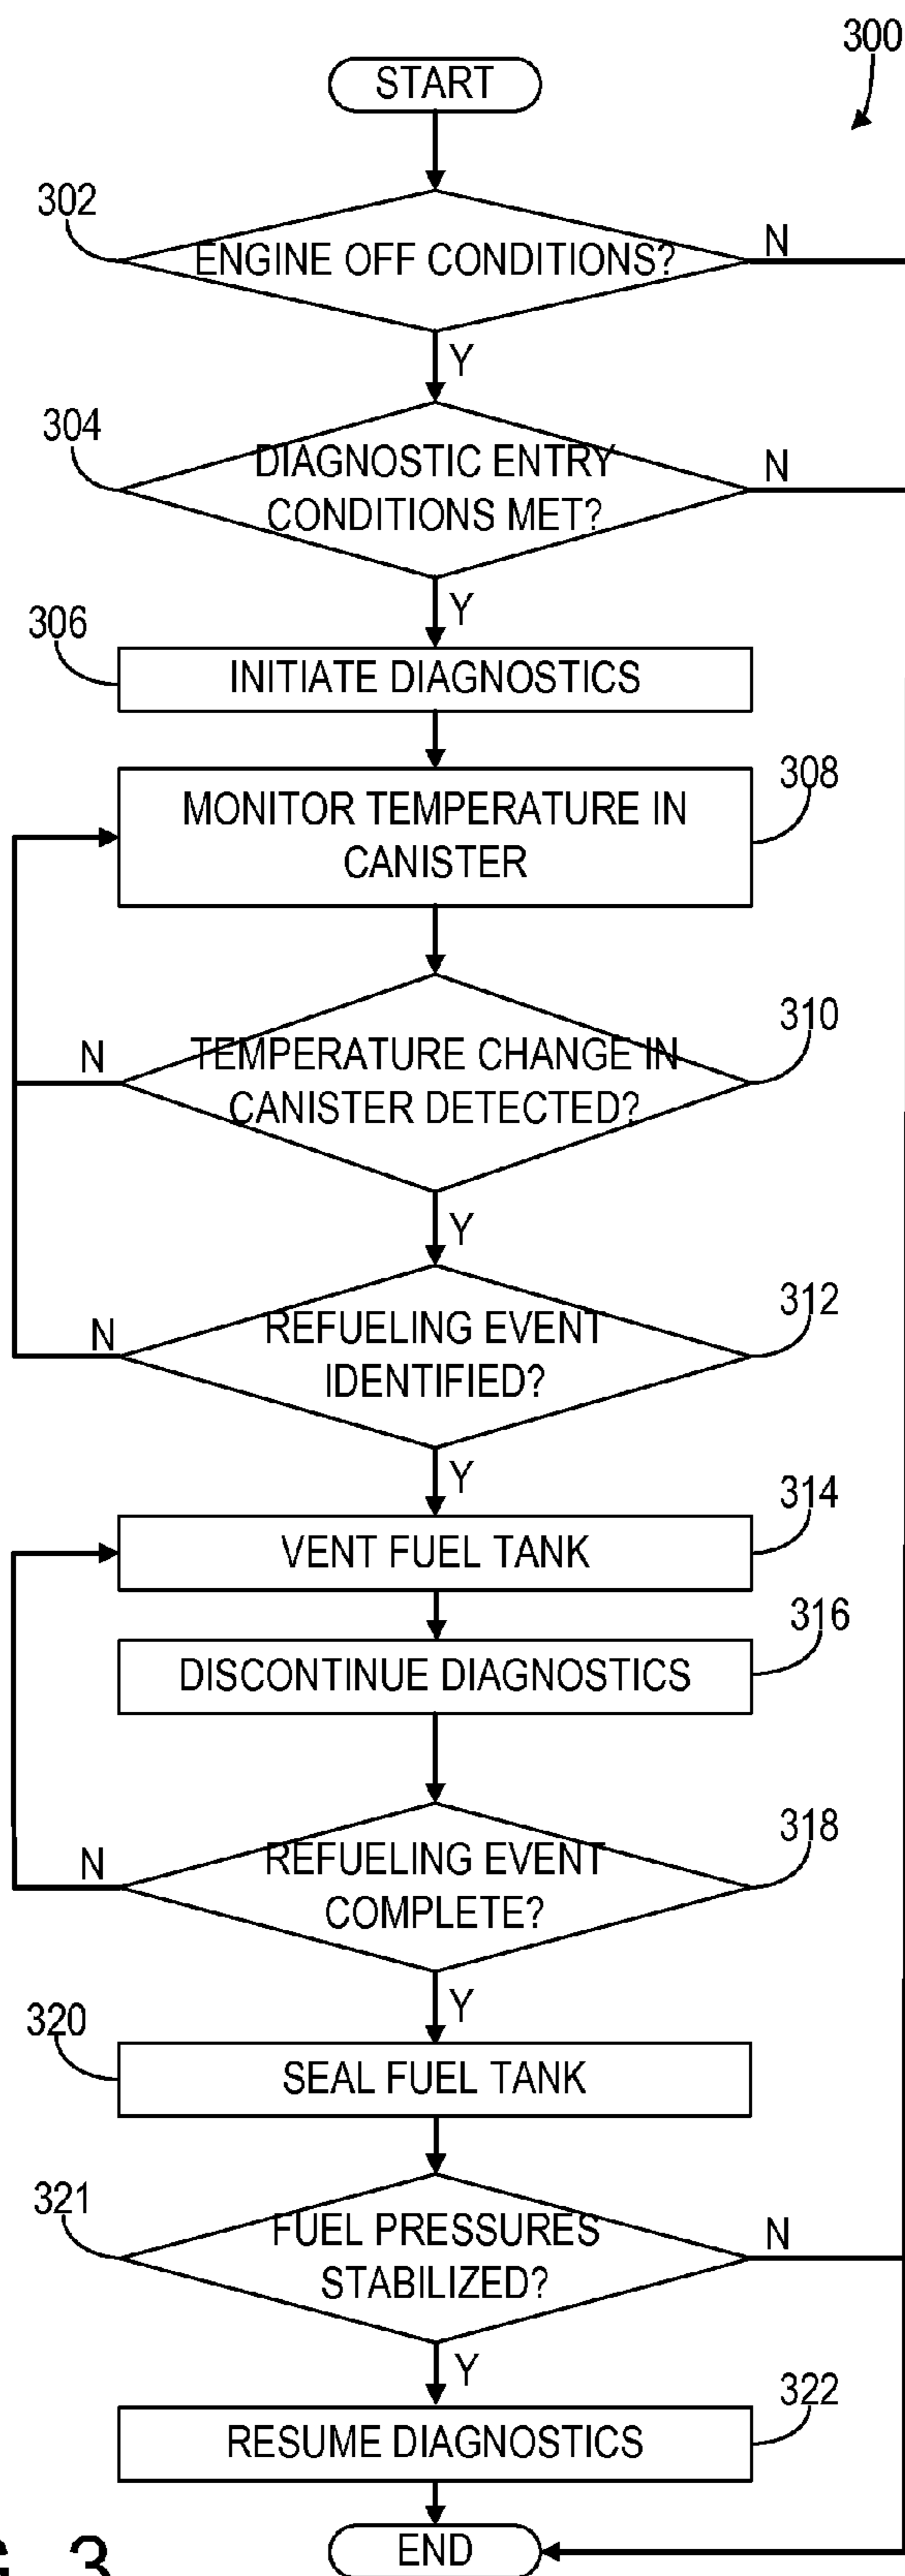 300
START
302
ENGINE OFF CONDITIONS?
N
Y
304
DIAGNOSTIC ENTRY
CONDITIONS MET?
N
Y
306
INITIATE DIAGNOSTICS
308
MONITOR TEMPERATURE IN
CANISTER
310
TEMPERATURE CHANGE IN
CANISTER DETECTED?
N
Y
312
REFUELING EVENT
IDENTIFIED?
N
Y
314
VENT FUEL TANK
316
DISCONTINUE DIAGNOSTICS
318
REFUELING EVENT
COMPLETE?
N
Y
320
SEAL FUEL TANK
321
FUEL PRESSURES
STABILIZED?
N
Y
322
RESUME DIAGNOSTICS
END
3